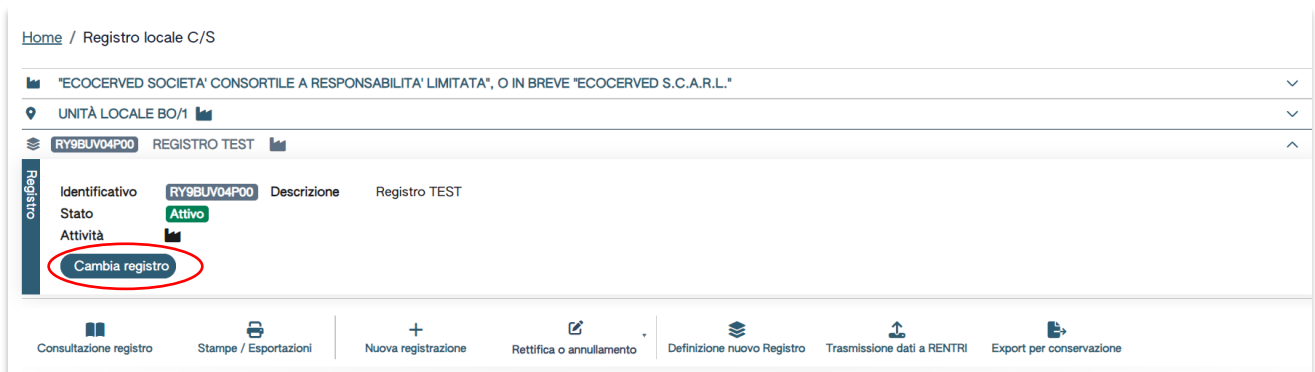 Home / Registro locale C/S
"ECOCERVED SOCIETA' CONSORTILE A RESPONSABILITA' LIMITATA", O IN BREVE "ECOCERVED S.C.A.R.L."
UNITÀ LOCALE BO/1
RY9BUV04P00 REGISTRO TEST
Registro
Identificativo RY9BUV04P00 Descrizione Registro TEST
Stato Attivo
Attività
Cambia registro
Consultazione registro Stampe / Esportazioni Nuova registrazione Rettifica o annullamento Definizione nuovo Registro Trasmissione dati a RENTRI Export per conservazione